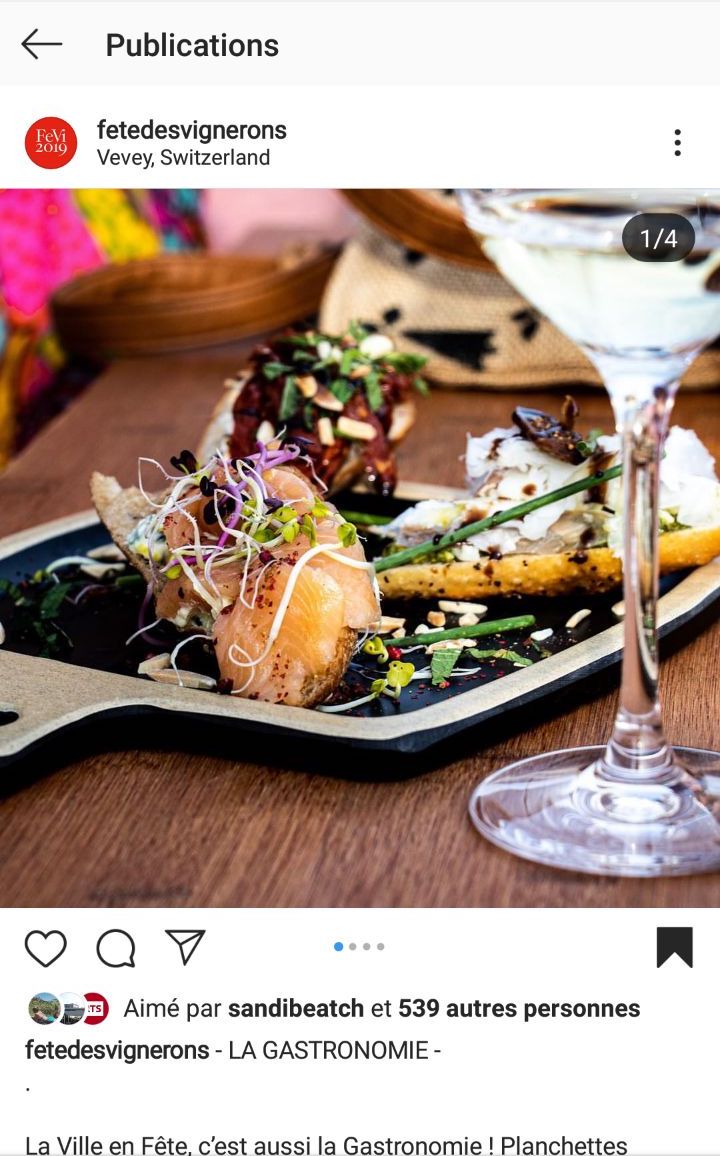 Publications
FeVi
2019
fetedesvignerons
Vevey, Switzerland
1/4
ETS
Aimé par sandibeatch et 539 autres personnes
fetedesvignerons - LA GASTRONOMIE -
.
La Ville en Fête, c’est aussi la Gastronomie ! Planchettes